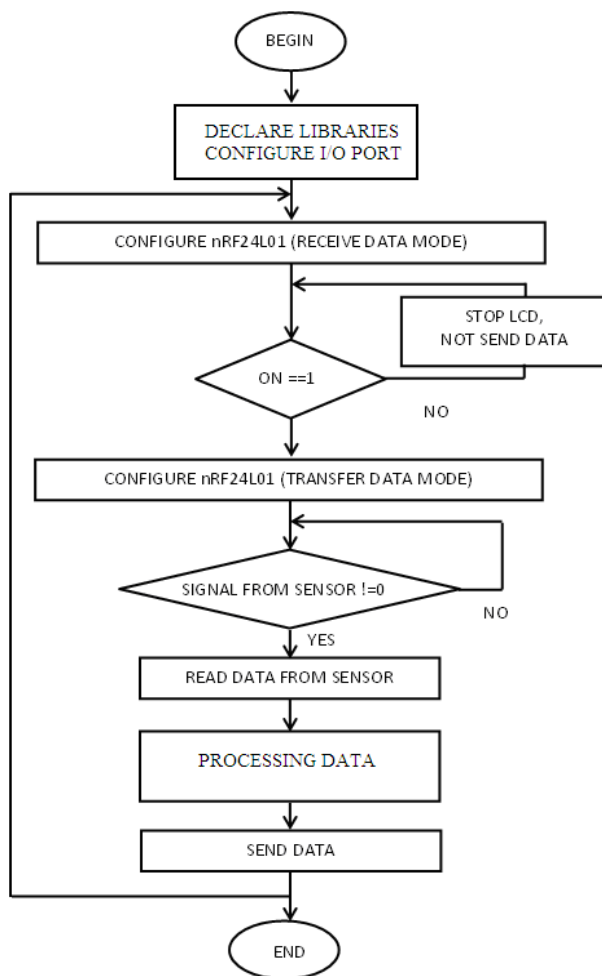 BEGIN
DECLARE LIBRARIES
CONFIGURE I/O PORT
CONFIGURE nRF24L01 (RECEIVE DATA MODE)
STOP LCD,
NOT SEND DATA
ON ==1
NO
CONFIGURE nRF24L01 (TRANSFER DATA MODE)
SIGNAL FROM SENSOR !=0
NO
YES
READ DATA FROM SENSOR
PROCESSING DATA
SEND DATA
END